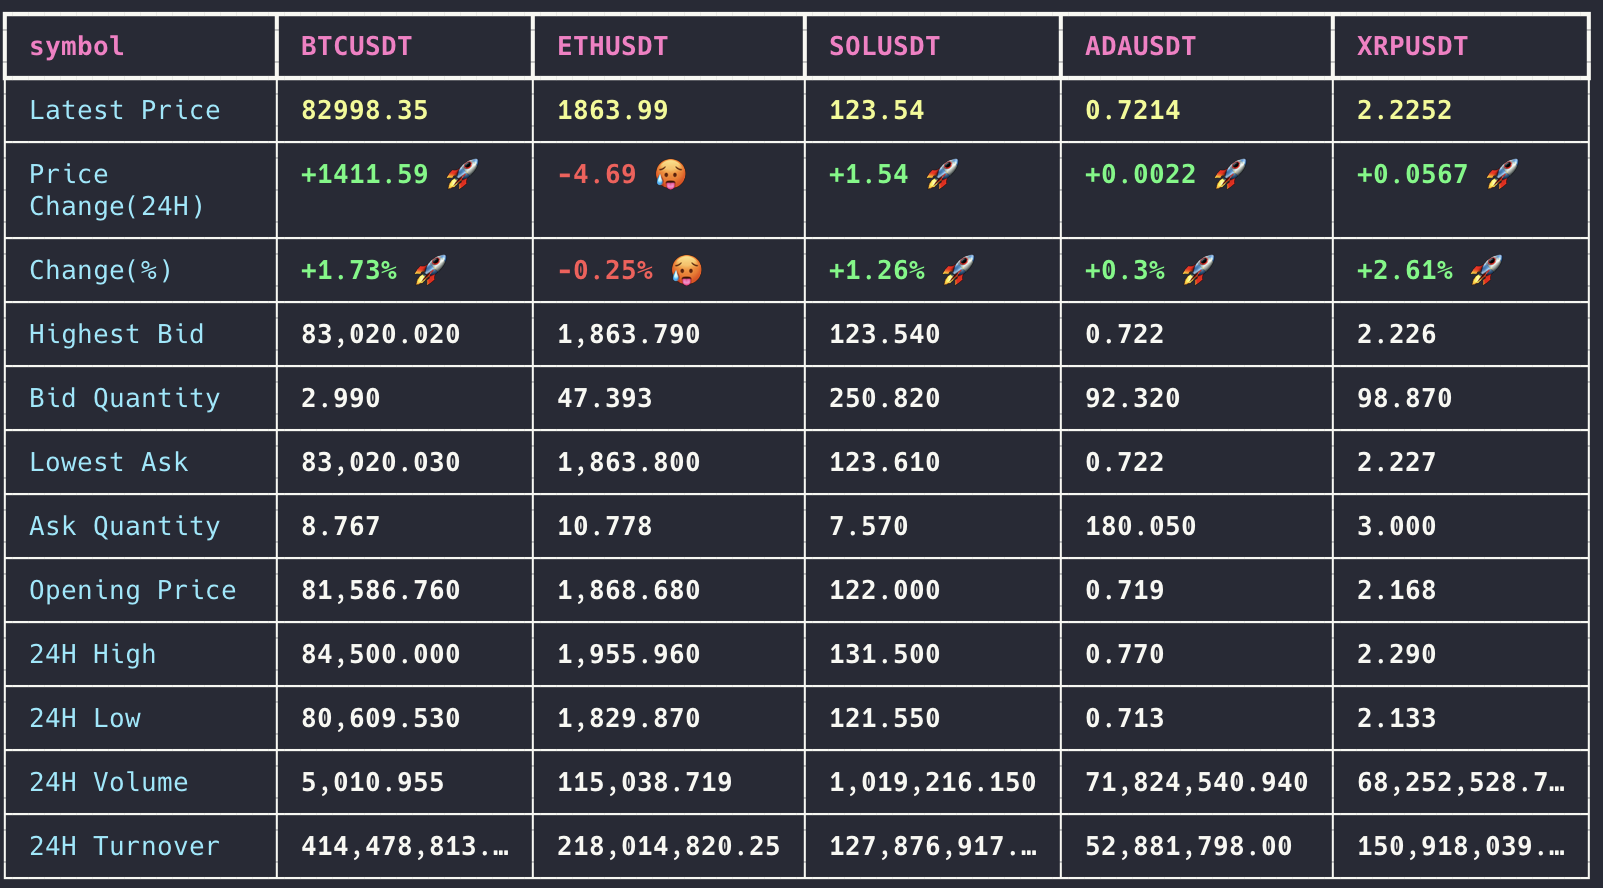 symbol BTCUSDT ETHUSDT SOLUSDT ADAUSDT XRPUSDT
Latest Price 82998.35 1863.99 123.54 0.7214 2.2252
Price +1411.59 🚀 -4.69 🥵 +1.54 🚀 +0.0022 🚀 +0.0567 🚀
Change(24H)
Change(%) +1.73% 🚀 -0.25% 🥵 +1.26% 🚀 +0.3% 🚀 +2.61% 🚀
Highest Bid 83,020.020 1,863.790 123.540 0.722 2.226
Bid Quantity 2.990 47.393 250.820 92.320 98.870
Lowest Ask 83,020.030 1,863.800 123.610 0.722 2.227
Ask Quantity 8.767 10.778 7.570 180.050 3.000
Opening Price 81,586.760 1,868.680 122.000 0.719 2.168
24H High 84,500.000 1,955.960 131.500 0.770 2.290
24H Low 80,609.530 1,829.870 121.550 0.713 2.133
24H Volume 5,010.955 115,038.719 1,019,216.150 71,824,540.940 68,252,528.7…
24H Turnover 414,478,813.… 218,014,820.25 127,876,917.… 52,881,798.00 150,918,039.…